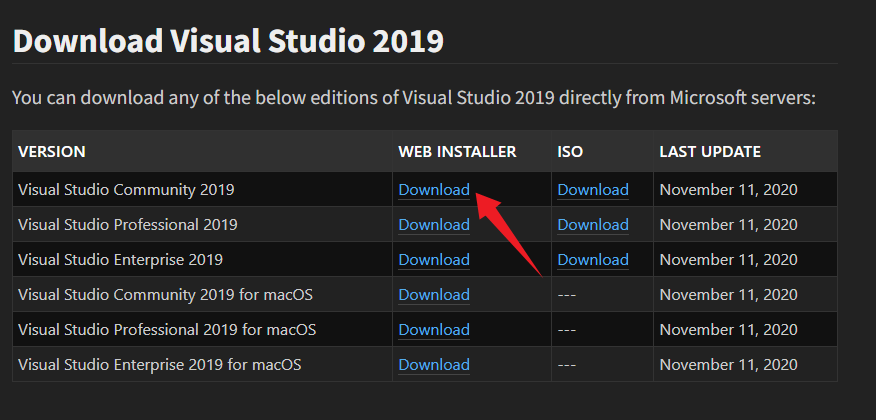 Download Visual Studio 2019
You can download any of the below editions of Visual Studio 2019 directly from Microsoft servers:
VERSION WEB INSTALLER ISO LAST UPDATE
Visual Studio Community 2019 Download Download November 11, 2020
Visual Studio Professional 2019 Download Download November 11, 2020
Visual Studio Enterprise 2019 Download Download November 11, 2020
Visual Studio Community 2019 for macOS Download --- November 11, 2020
Visual Studio Professional 2019 for macOS Download --- November 11, 2020
Visual Studio Enterprise 2019 for macOS Download --- November 11, 2020